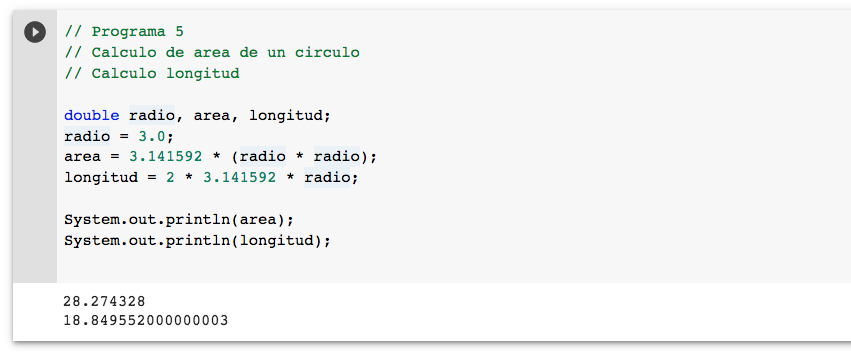 // Programa 5
// Calculo de area de un circulo
// Calculo longitud
double radio, area, longitud;
radio = 3.0;
area = 3.141592 * (radio * radio);
longitud = 2 * 3.141592 * radio;
System.out.println(area);
System.out.println(longitud);
28.274328
18.849552000000003